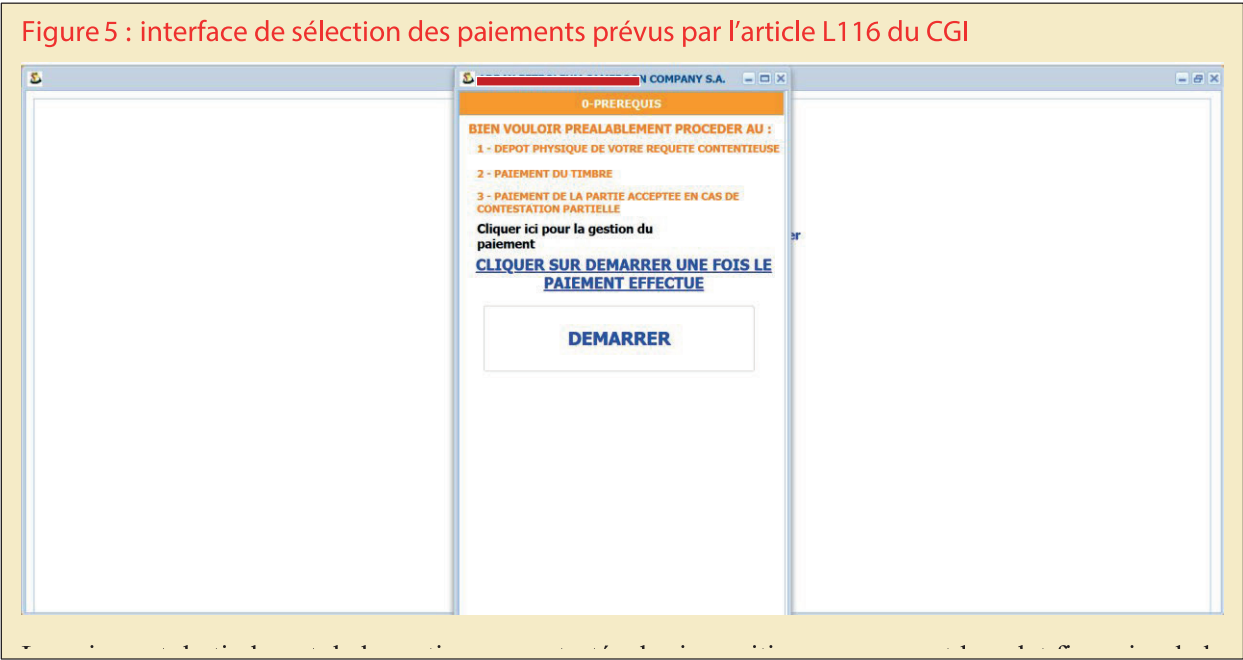 Figure 5 : interface de sélection des paiements prévus par l’article L116 du CGI
COMPANY S.A.
0-PREREQUIS
BIEN VOULOIR PREALABLEMENT PROCEDER AU :
1 - DEPOT PHYSIQUE DE VOTRE REQUETE CONTENTIEUSE
2 - PAIEMENT DU TIMBRE
3 - PAIEMENT DE LA PARTIE ACCEPTEE EN CAS DE
CONTESTATION PARTIELLE
Cliquer ici pour la gestion du
paiement
er
CLIQUER SUR DEMARRER UNE FOIS LE
PAIEMENT EFFECTUE
DEMARRER